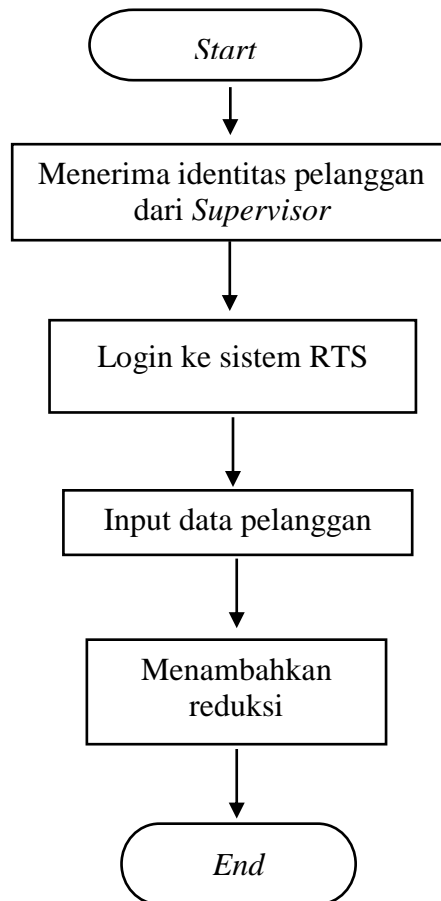 Start
Menerima identitas pelanggan
dari Supervisor
Login ke sistem RTS
Input data pelanggan
Menambahkan
reduksi
End